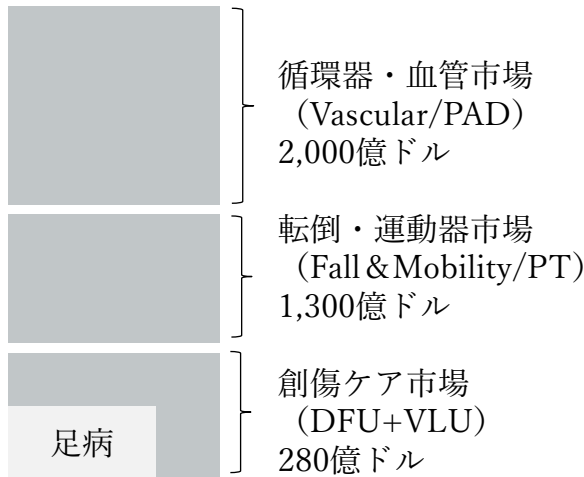 循環器・血管市場
（Vascular/PAD）
2,000億ドル
転倒・運動器市場
（Fall＆Mobility/PT）
1,300億ドル
創傷ケア市場
（DFU+VLU）
280億ドル
足病